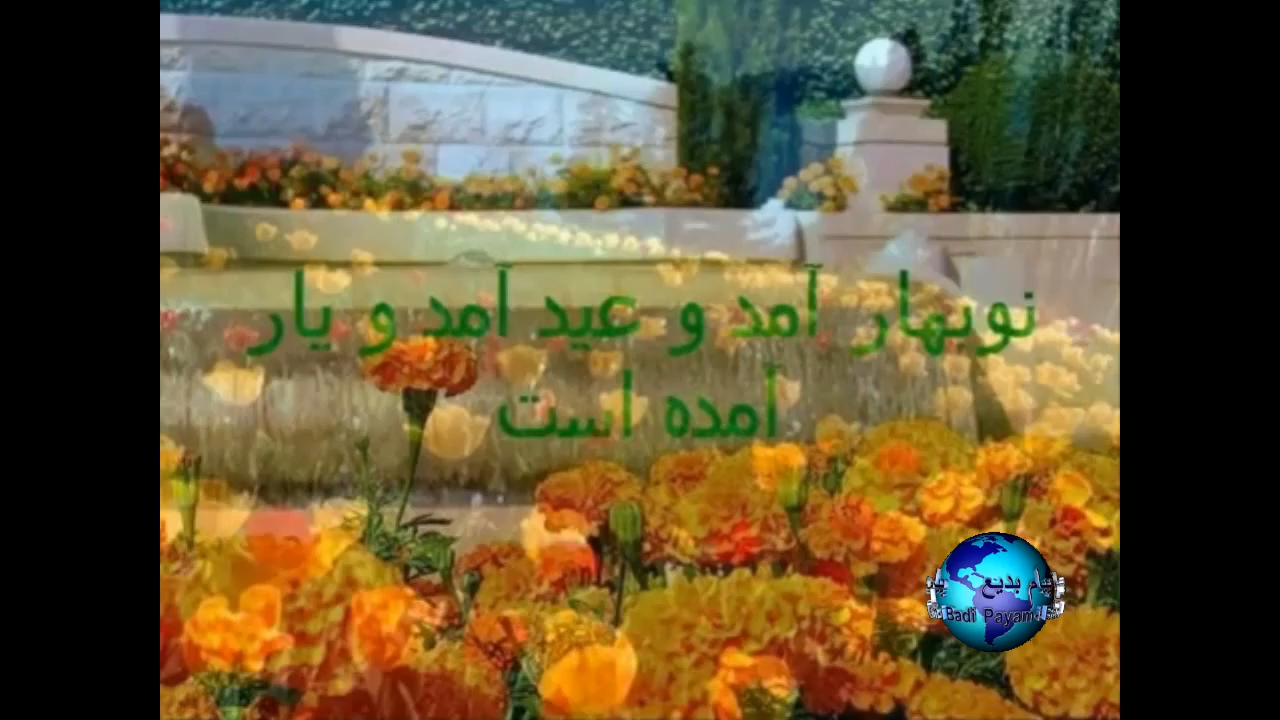 نوبهار آمد و عید آمد و یار
آمده است
پیام بدیع
Badi Payam